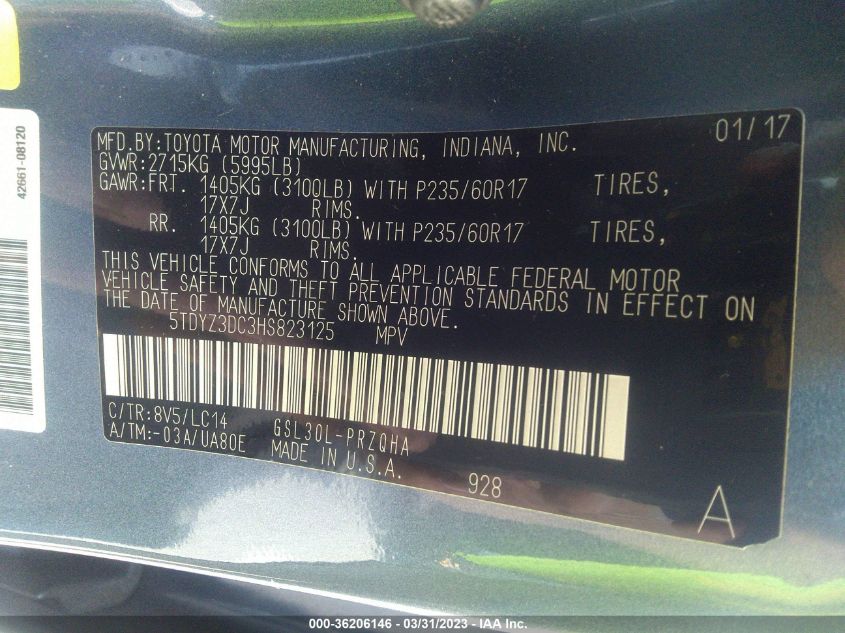 42661-08120
MFD.BY:TOYOTA MOTOR MANUFACTURING, INDIANA, INC. 01/17
GVWR:2715KG (5995LB)
GAWR:FRT. 1405KG (3100LB) WITH P235/60R17 TIRES,
17X7J RIMS.
RR. 1405KG (3100LB) WITH P235/60R17 TIRES,
17X7J RIMS.
THIS VEHICLE CONFORMS TO ALL APPLICABLE FEDERAL MOTOR
VEHICLE SAFETY AND THEFT PREVENTION STANDARDS IN EFFECT ON
THE DATE OF MANUFACTURE SHOWN ABOVE.
5TDYZ3DC3HS823125 MPV
C/TR:8V5/LC14 GSL30L-PRZQHA
A/TM:-03A/UA80E MADE IN U.S.A.
928
A
000-36206146 - 03/31/2023 - IAA Inc.